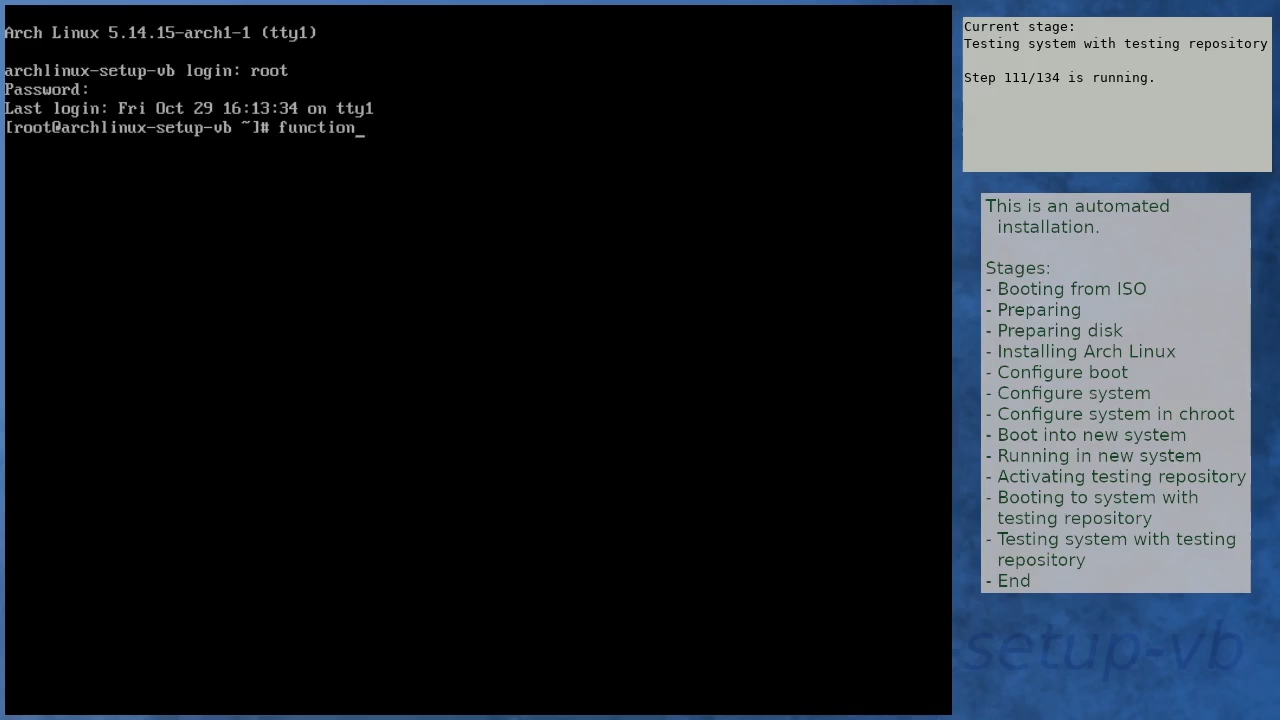 Arch Linux 5.14.15-arch1-1 (tty1)
archlinux-setup-vb login: root
Password:
Last login: Fri Oct 29 16:13:34 on tty1
[root@archlinux-setup-vb ~]# function_
Current stage:
Testing system with testing repository
Step 111/134 is running.
This is an automated
installation.
Stages:
- Booting from ISO
- Preparing
- Preparing disk
- Installing Arch Linux
- Configure boot
- Configure system
- Configure system in chroot
- Boot into new system
- Running in new system
- Activating testing repository
- Booting to system with
testing repository
- Testing system with testing
repository
- End
-setup-vb